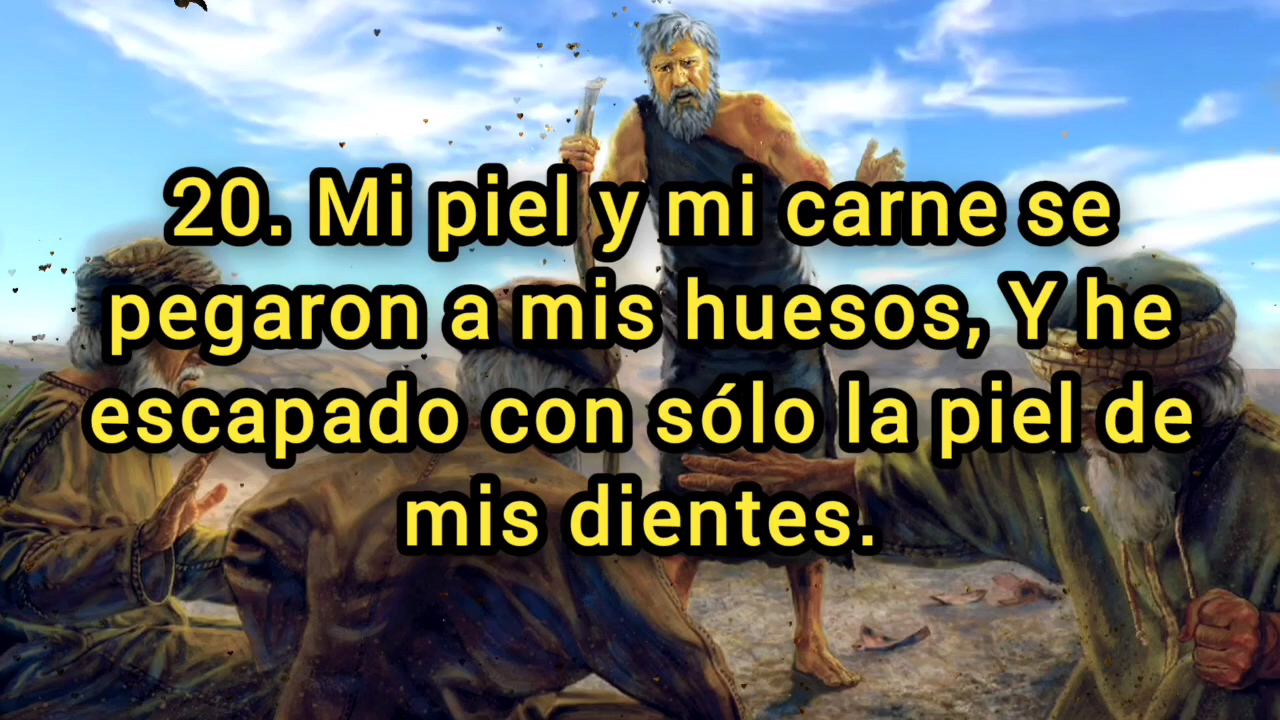 20. Mi piel y mi carne se
pegaron a mis huesos, Y he
escapado con sólo la piel de
mis dientes.